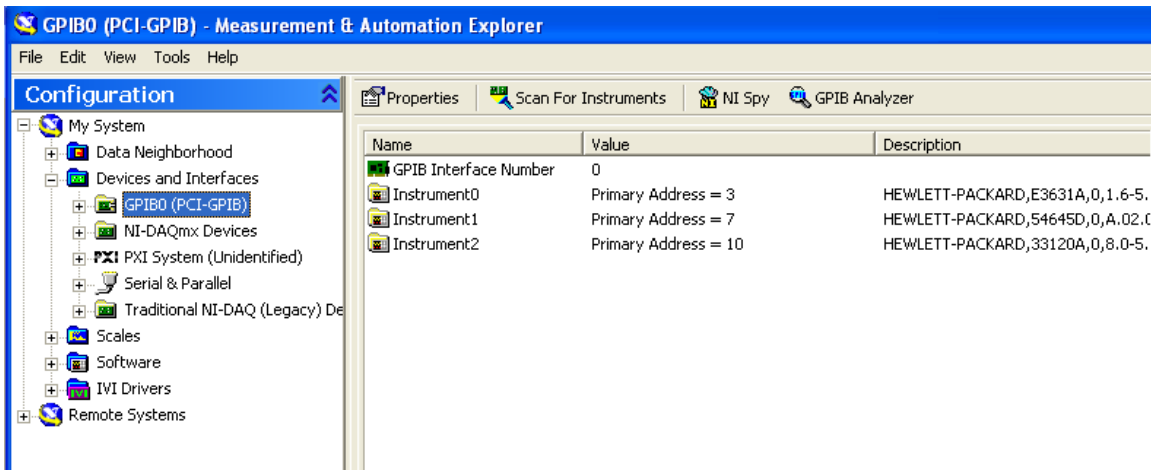 GPIB0 (PCI-GPIB) - Measurement & Automation Explorer
File Edit View Tools Help
Configuration
My System
Data Neighborhood
Devices and Interfaces
GPIB0 (PCI-GPIB)
NI-DAQmx Devices
PXI PXI System (Unidentified)
Serial & Parallel
Traditional NI-DAQ (Legacy) De
Scales
Software
IVI Drivers
Remote Systems
Properties Scan For Instruments NI Spy GPIB Analyzer
Name Value Description
GPIB Interface Number 0
Instrument0 Primary Address = 3 HEWLETT-PACKARD,E3631A,0,1.6-5.
Instrument1 Primary Address = 7 HEWLETT-PACKARD,54645D,0,A.02.0
Instrument2 Primary Address = 10 HEWLETT-PACKARD,33120A,0,8.0-5.